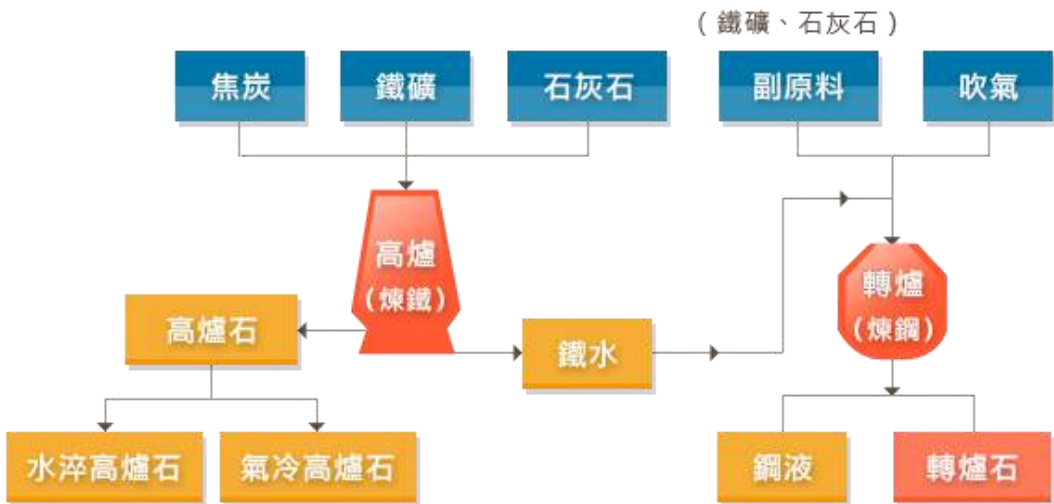 (鐵礦、石灰石)
焦炭
鐵礦
石灰石
副原料
吹氣
高爐
(煉鐵)
轉爐
(煉鋼)
高爐石
鐵水
水淬高爐石
氣冷高爐石
鋼液
轉爐石